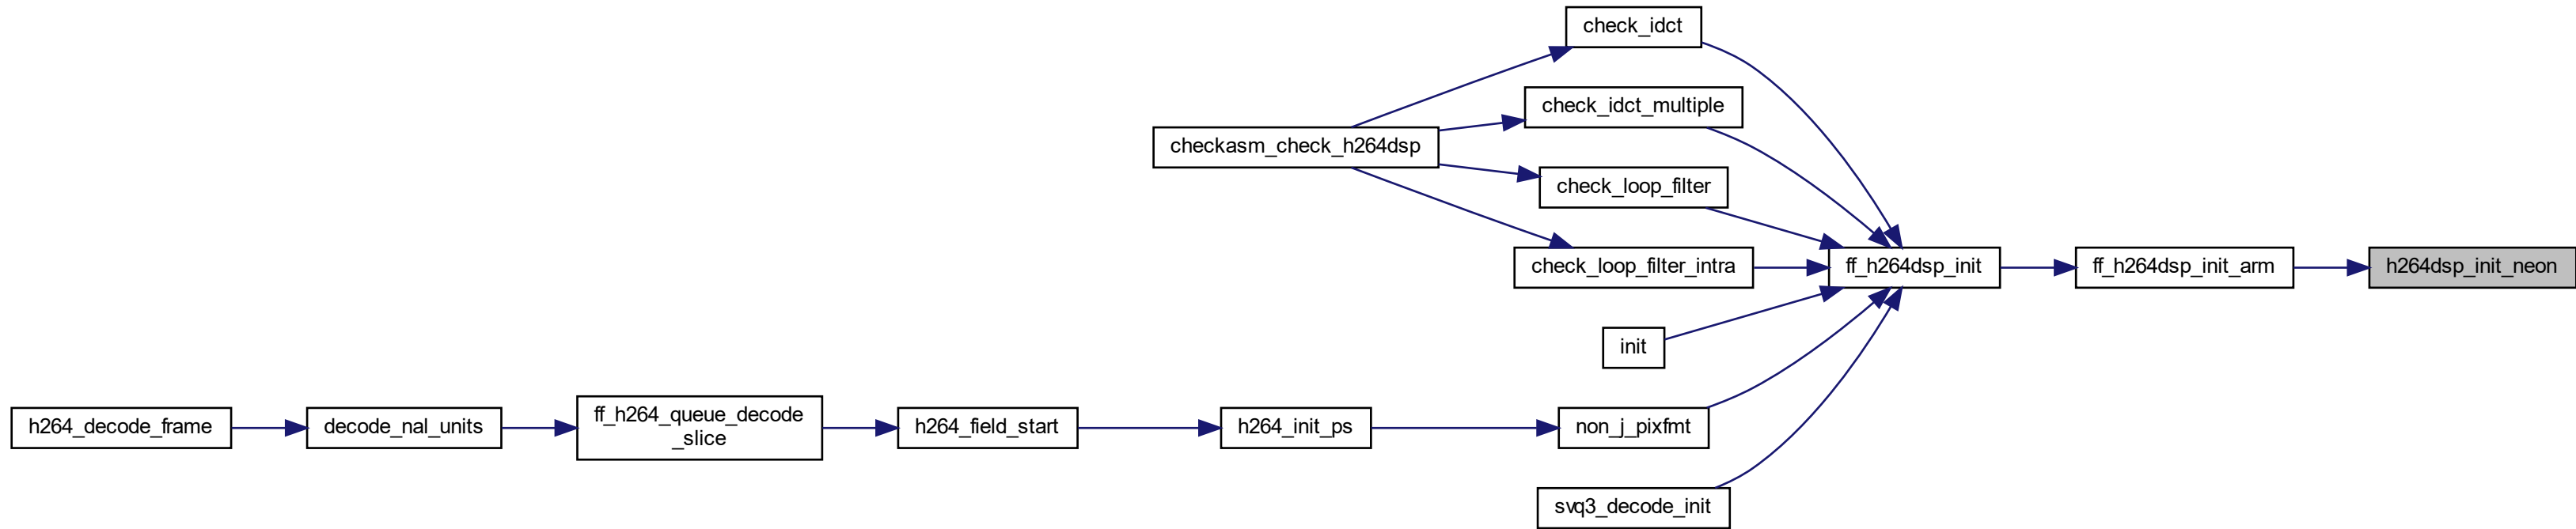 check_idct
check_idct_multiple
checkasm_check_h264dsp
check_loop_filter
check_loop_filter_intra
ff_h264dsp_init
ff_h264dsp_init_arm
h264dsp_init_neon
init
h264_decode_frame
decode_nal_units
ff_h264_queue_decode
_slice
h264_field_start
h264_init_ps
non_j_pixfmt
svq3_decode_init